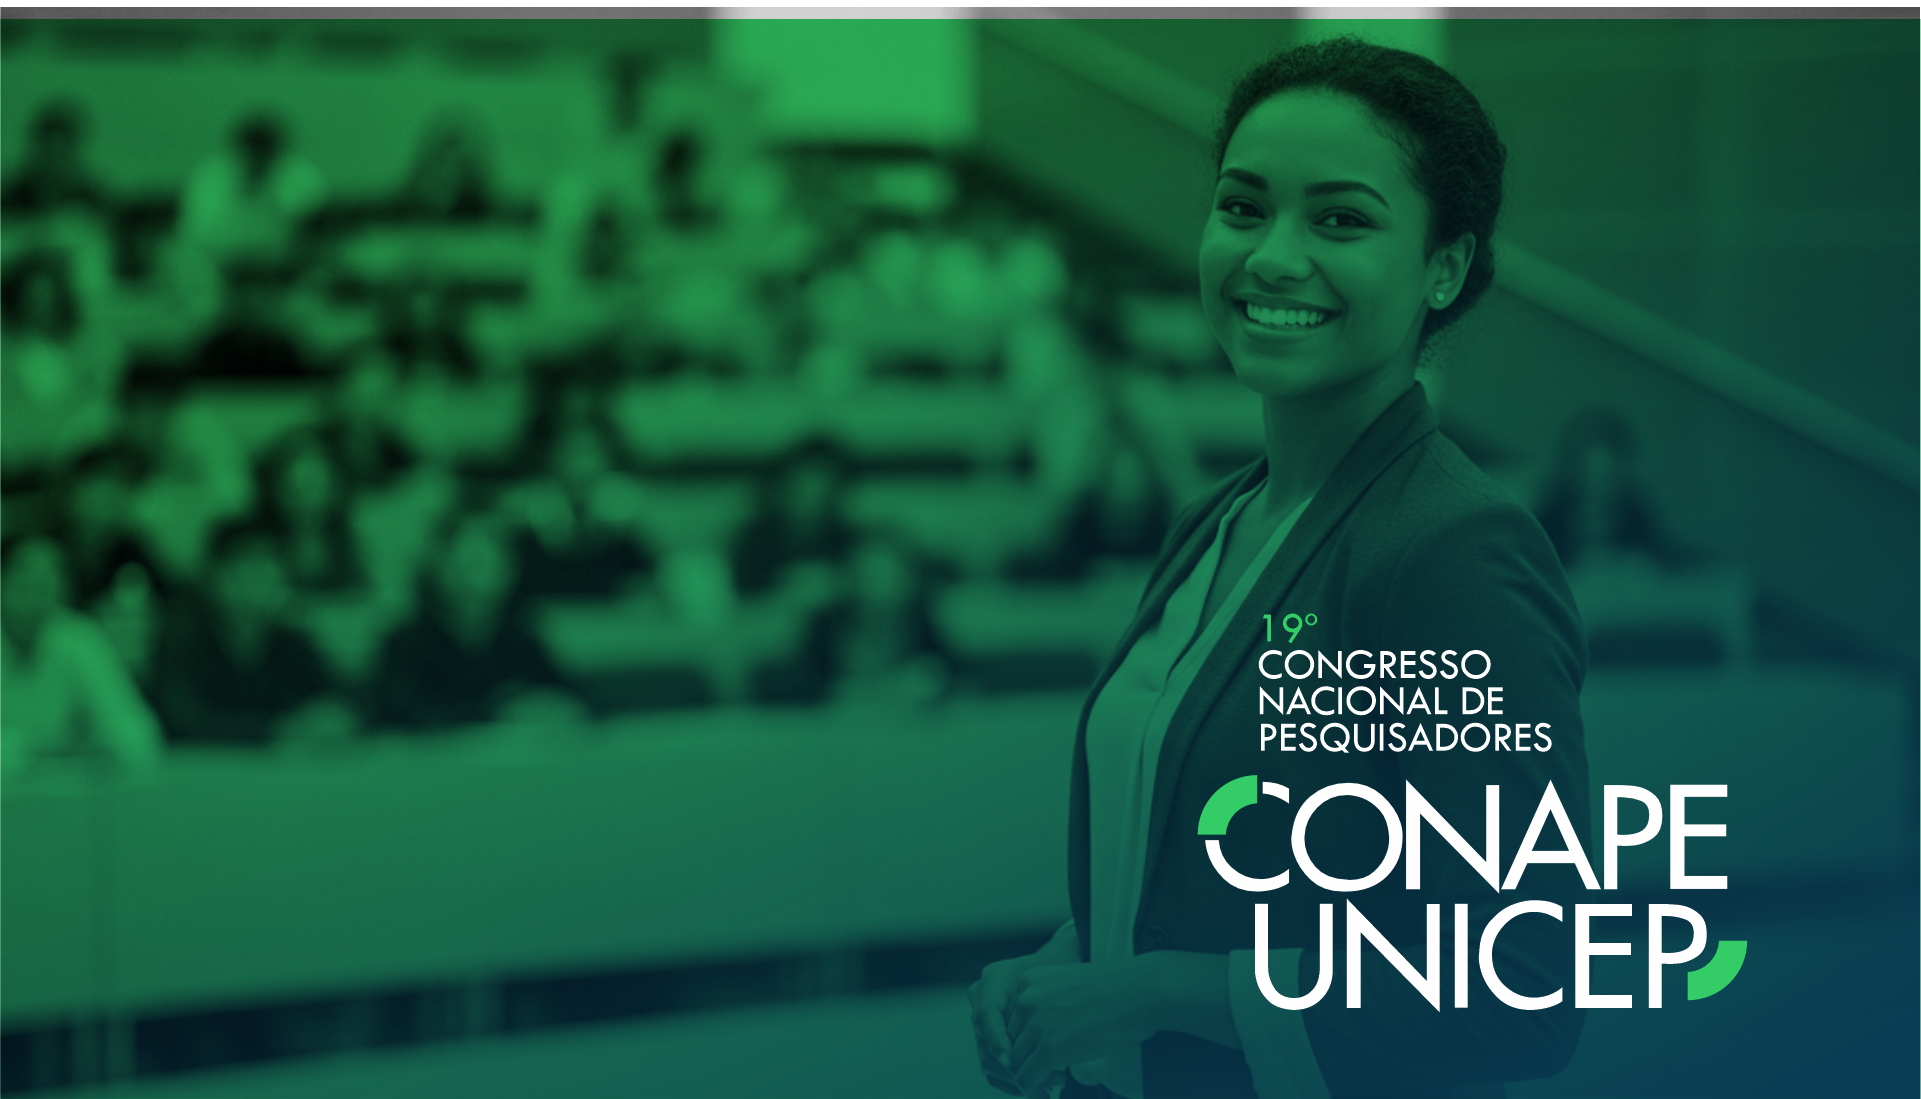 19º
CONGRESSO
NACIONAL DE
PESQUISADORES
CONAPE
UNICEP